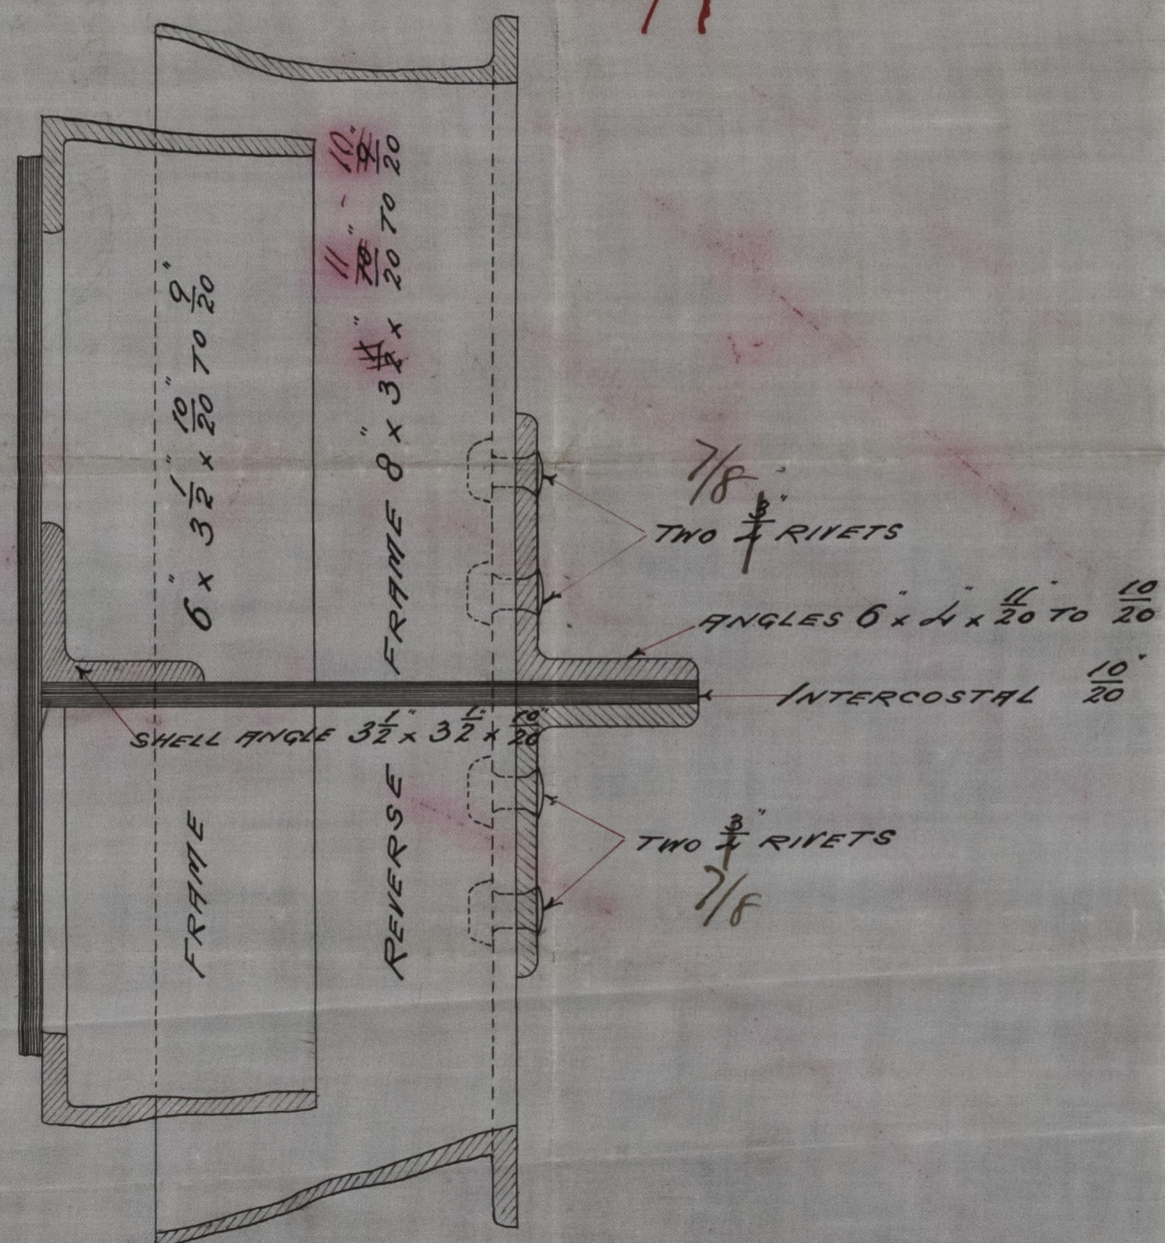 FRAME 6" x 3 1/2" x 10/20" TO 9/20"
REVERSE FRAME 8" x 3 x 11/20" TO 10/20"
7/8
TWO 3/4" RIVETS
ANGLES 6" x 4" x 11/20" TO 10/20
INTERCOSTAL 10/20"
SHELL ANGLE 3 1/2" x 3 1/2" x 10/20"
TWO 3/4" RIVETS
7/8